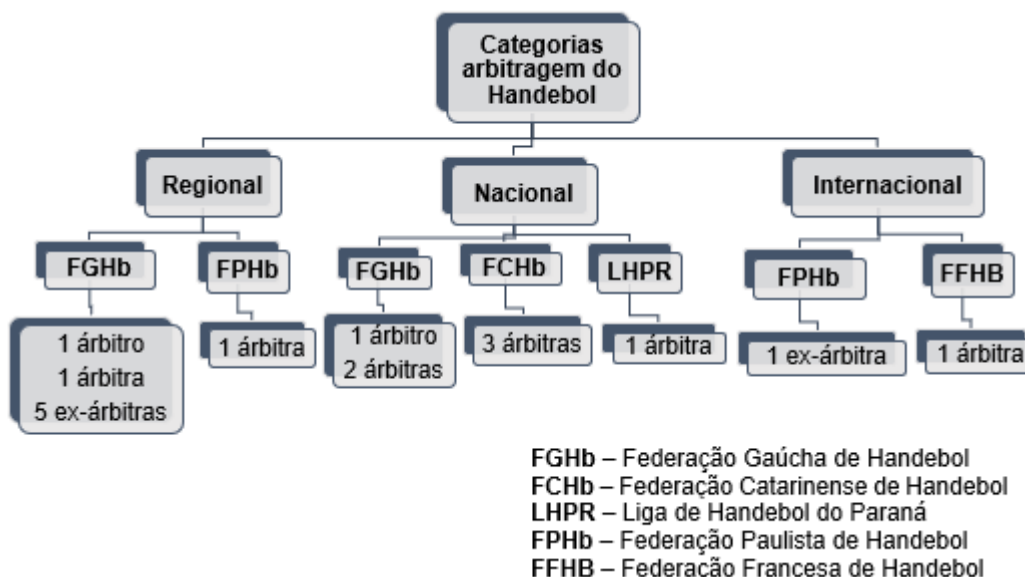 Categorias
arbitragem do
Handebol
Regional
Nacional
Internacional
FGHb
FPHb
FGHb
FCHb
LHPR
FPHb
FFHB
1 árbitro
1 árbitra
5 ex-árbitras
1 árbitra
1 árbitro
2 árbitras
3 árbitras
1 árbitra
1 ex-árbitra
1 árbitra
FGHb – Federação Gaúcha de Handebol
FCHb – Federação Catarinense de Handebol
LHPR – Liga de Handebol do Paraná
FPHb – Federação Paulista de Handebol
FFHB – Federação Francesa de Handebol